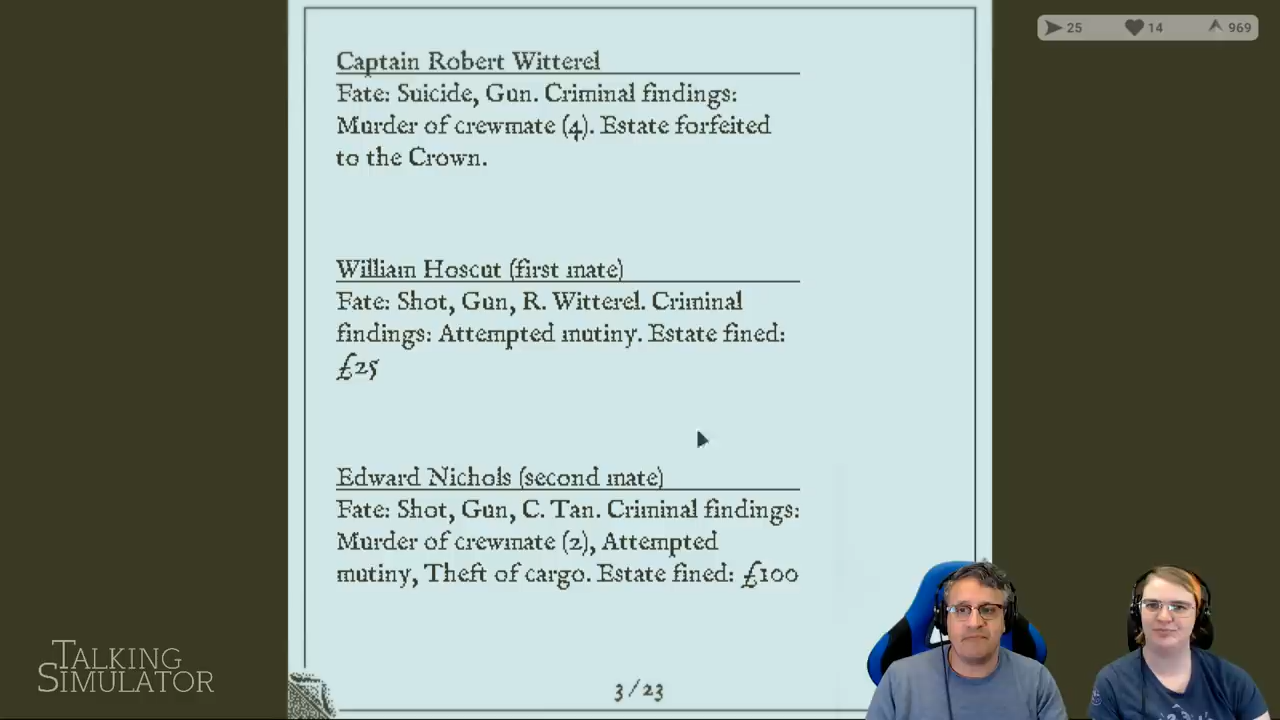 25 14 969
Captain Robert Witterel
Fate: Suicide, Gun. Criminal findings:
Murder of crewmate (4). Estate forfeited
to the Crown.
William Hoscut (first mate)
Fate: Shot, Gun, R. Witterel. Criminal
findings: Attempted mutiny. Estate fined:
£25
Edward Nichols (second mate)
Fate: Shot, Gun, C. Tan. Criminal findings:
Murder of crewmate (2), Attempted
mutiny, Theft of cargo. Estate fined: £100
3/23
TALKING
SIMULATOR